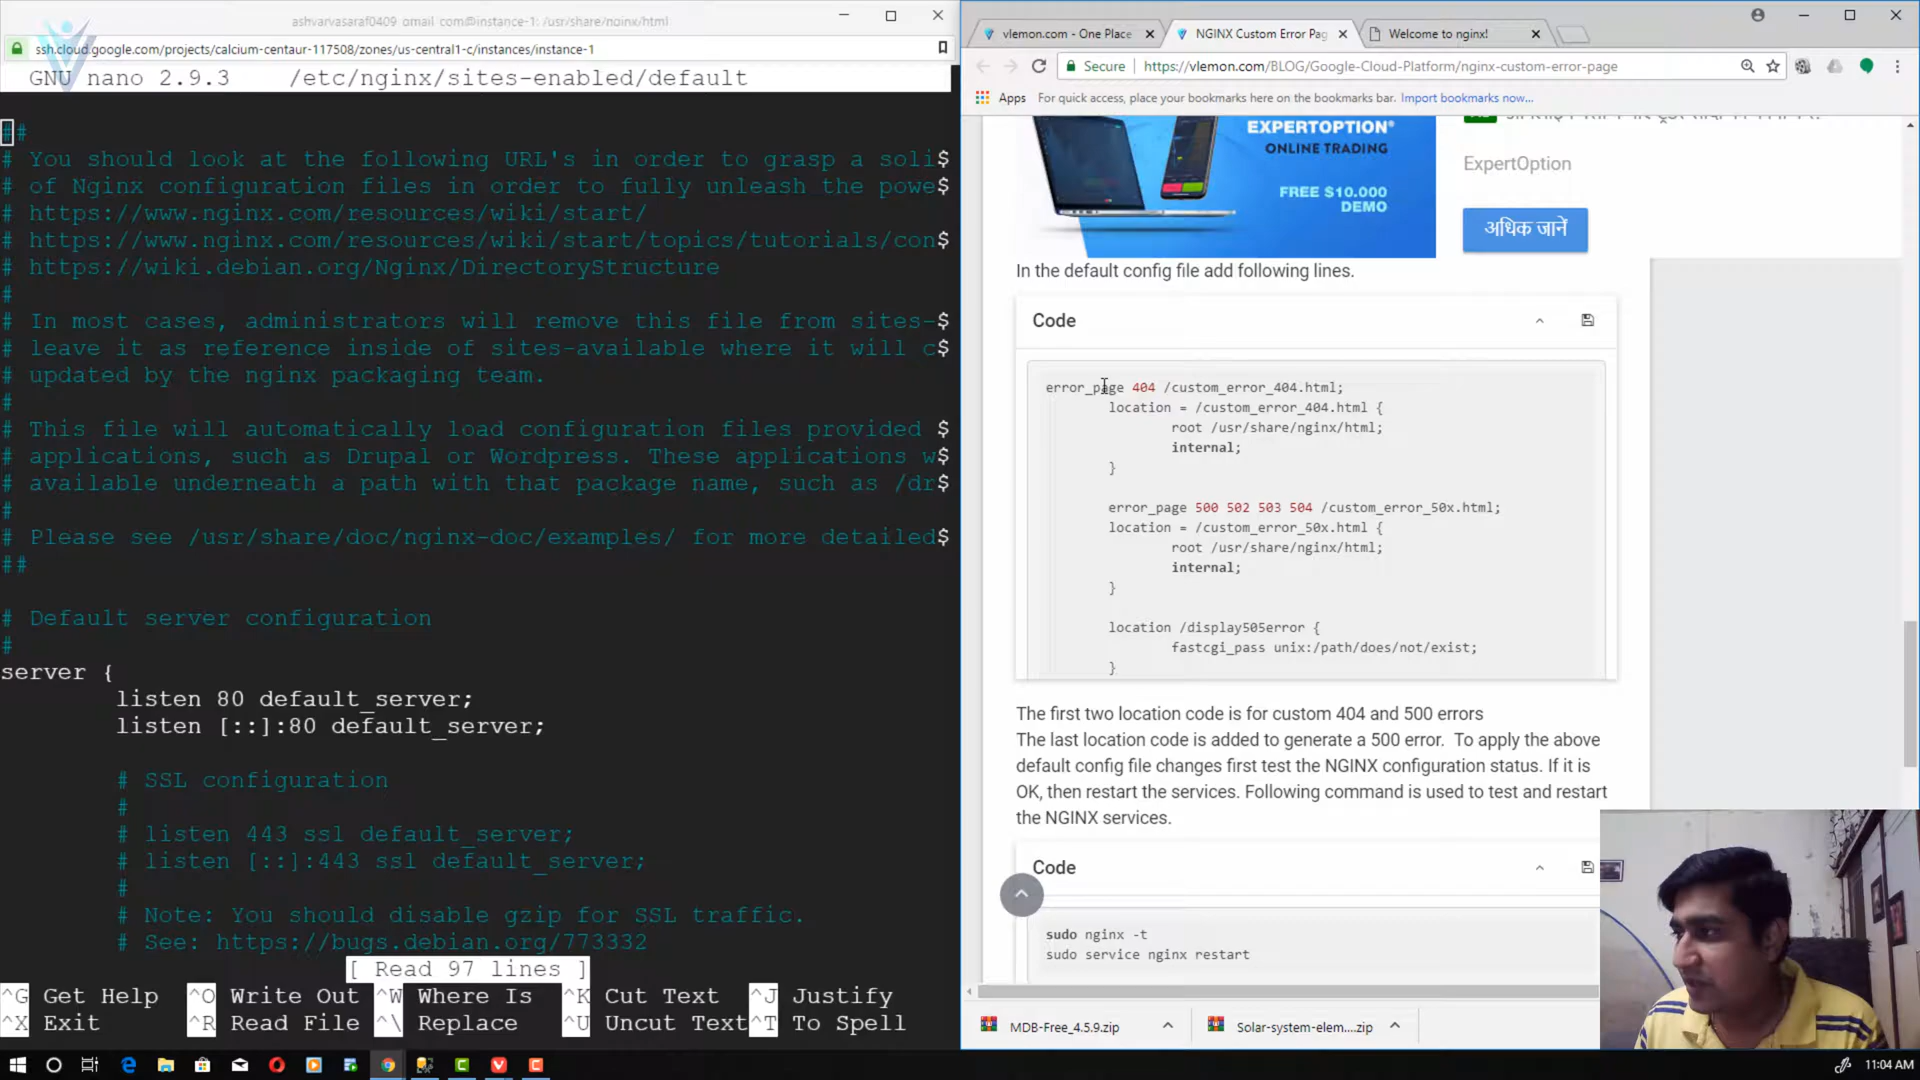 ashvarvasaraf0409_gmail_com@instance-1: /usr/share/nginx/html
ssh.cloud.google.com/projects/calcium-centaur-117508/zones/us-central1-c/instances/instance-1
GNU nano 2.9.3 /etc/nginx/sites-enabled/default
##
# You should look at the following URL's in order to grasp a soli$
# of Nginx configuration files in order to fully unleash the powe$
# https://www.nginx.com/resources/wiki/start/
# https://www.nginx.com/resources/wiki/start/topics/tutorials/con$
# https://wiki.debian.org/Nginx/DirectoryStructure
#
# In most cases, administrators will remove this file from sites-$
# leave it as reference inside of sites-available where it will c$
# updated by the nginx packaging team.
#
# This file will automatically load configuration files provided $
# applications, such as Drupal or Wordpress. These applications w$
# available underneath a path with that package name, such as /dr$
#
# Please see /usr/share/doc/nginx-doc/examples/ for more detailed$
##
# Default server configuration
#
server {
listen 80 default_server;
listen [::]:80 default_server;
# SSL configuration
#
# listen 443 ssl default_server;
# listen [::]:443 ssl default_server;
#
# Note: You should disable gzip for SSL traffic.
# See: https://bugs.debian.org/773332
[ Read 97 lines ]
^G Get Help ^O Write Out ^W Where Is ^K Cut Text ^J Justify
^X Exit ^R Read File ^\ Replace ^U Uncut Text ^T To Spell
vlemon.com - One Place
NGINX Custom Error Pag
Welcome to nginx!
Secure https://vlemon.com/BLOG/Google-Cloud-Platform/nginx-custom-error-page
Apps For quick access, place your bookmarks here on the bookmarks bar. Import bookmarks now...
EXPERTOPTION®
ONLINE TRADING
FREE $10.000
DEMO
ExpertOption
अधिक जानें
In the default config file add following lines.
Code
error_page 404 /custom_error_404.html;
location = /custom_error_404.html {
root /usr/share/nginx/html;
internal;
}
error_page 500 502 503 504 /custom_error_50x.html;
location = /custom_error_50x.html {
root /usr/share/nginx/html;
internal;
}
location /display505error {
fastcgi_pass unix:/path/does/not/exist;
}
The first two location code is for custom 404 and 500 errors
The last location code is added to generate a 500 error. To apply the above
default config file changes first test the NGINX configuration status. If it is
OK, then restart the services. Following command is used to test and restart
the NGINX services.
Code
sudo nginx -t
sudo service nginx restart
MDB-Free_4.5.9.zip
Solar-system-elem....zip
11:04 AM